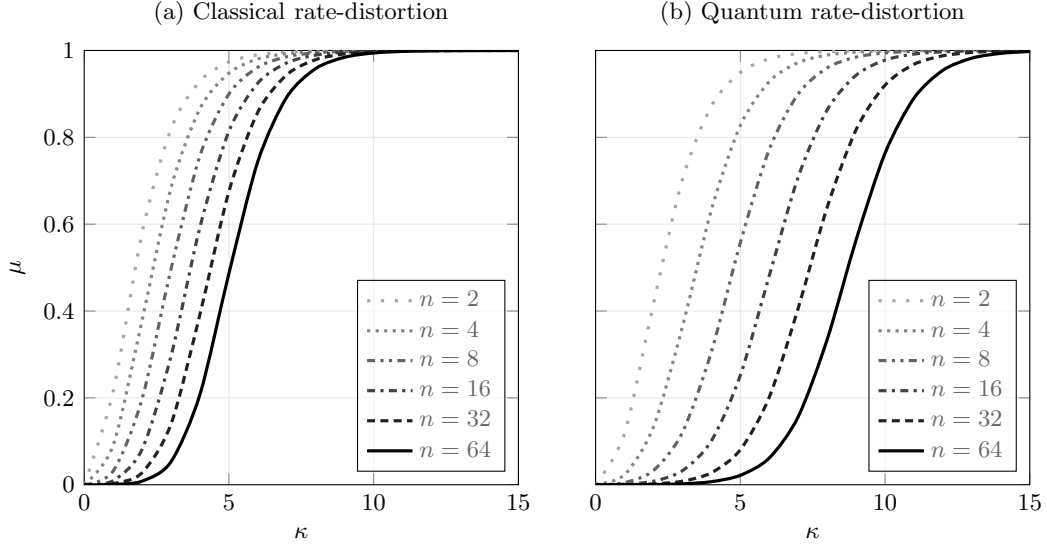 (a) Classical rate-distortion
1
0.8
0.6
0.4
0.2
0
μ
0 5 10 15
κ
n = 2
n = 4
n = 8
n = 16
n = 32
n = 64
(b) Quantum rate-distortion
0 5 10 15
κ
n = 2
n = 4
n = 8
n = 16
n = 32
n = 64